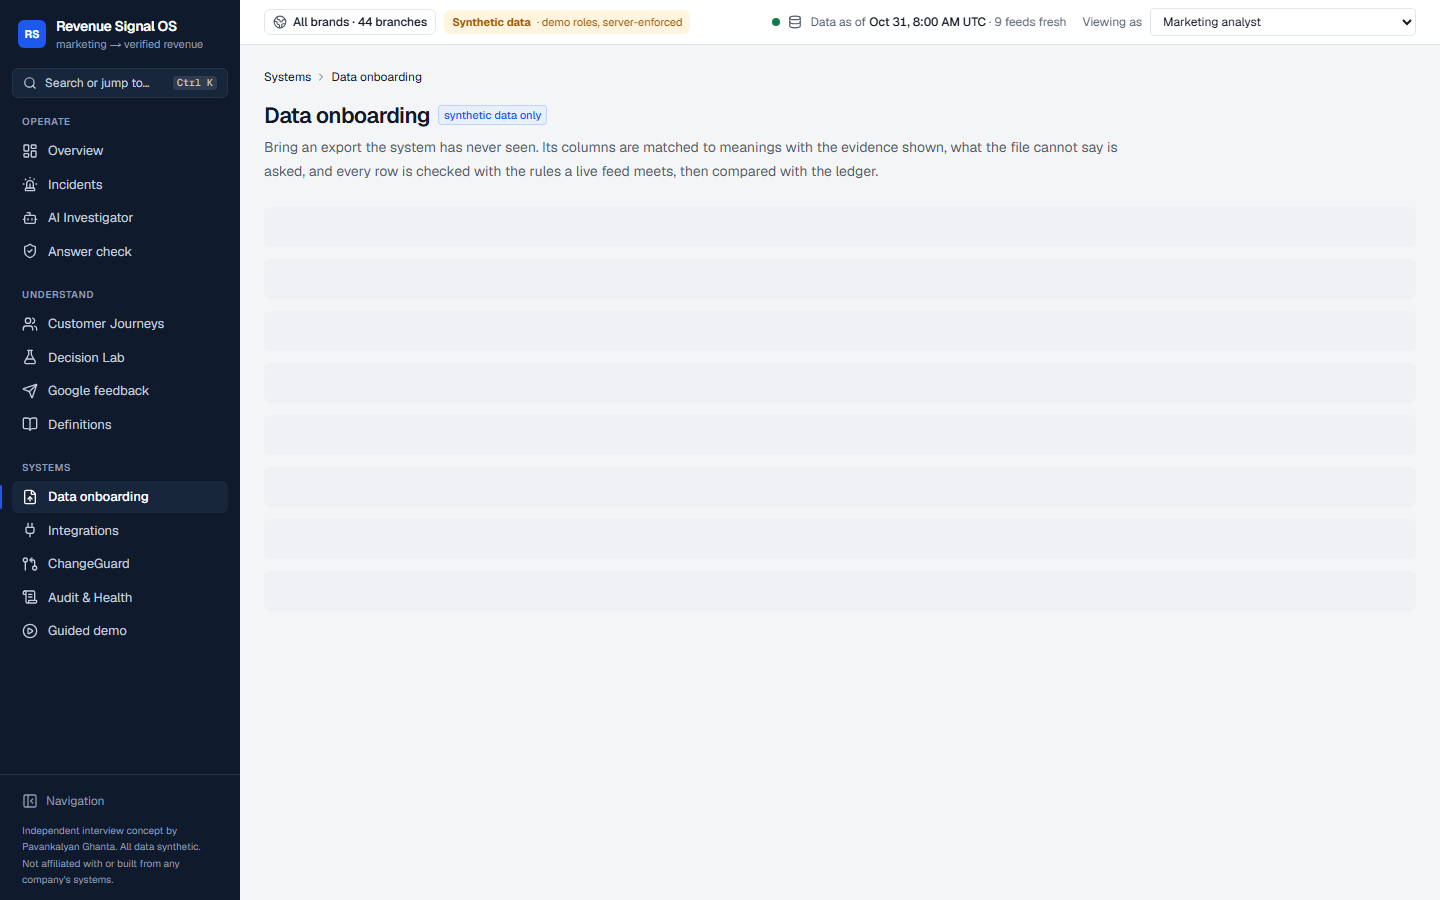 RS
Revenue Signal OS
marketing → verified revenue
Search or jump to...
Ctrl K
OPERATE
Overview
Incidents
AI Investigator
Answer check
UNDERSTAND
Customer Journeys
Decision Lab
Google feedback
Definitions
SYSTEMS
Data onboarding
Integrations
ChangeGuard
Audit & Health
Guided demo
Navigation
Independent interview concept by
Pavankalyan Ghanta. All data synthetic.
Not affiliated with or built from any
company's systems.
All brands · 44 branches
Synthetic data · demo roles, server-enforced
Data as of Oct 31, 8:00 AM UTC · 9 feeds fresh
Viewing as
Marketing analyst
Systems > Data onboarding
Data onboarding
synthetic data only
Bring an export the system has never seen. Its columns are matched to meanings with the evidence shown, what the file cannot say is
asked, and every row is checked with the rules a live feed meets, then compared with the ledger.